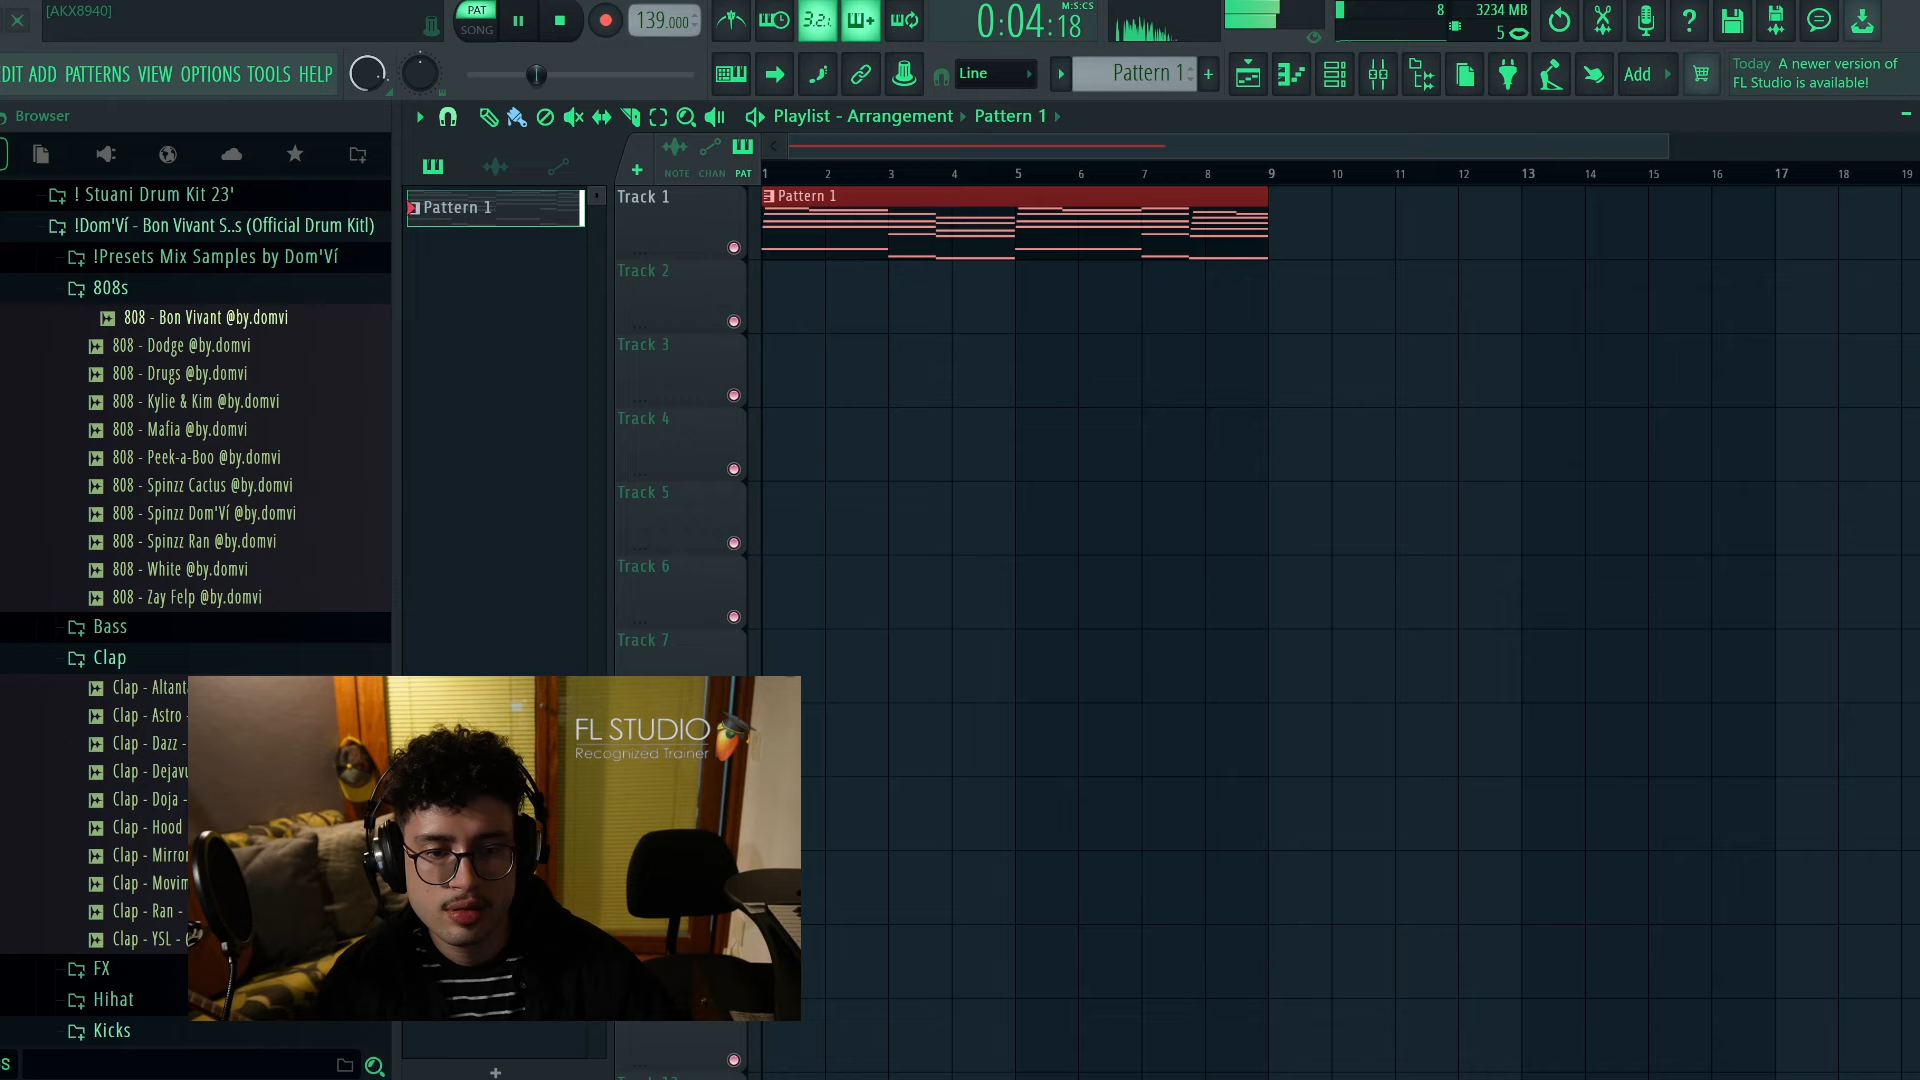 [AKX8940]
PAT
SONG
139.000
3.2.
0:04:18
M:S:CS
8
3234 MB
5
EDIT ADD PATTERNS VIEW OPTIONS TOOLS HELP
Line
Pattern 1
+
Add
Today A newer version of
FL Studio is available!
Browser
Playlist - Arrangement
Pattern 1
NOTE CHAN PAT
1 2 3 4 5 6 7 8 9 10 11 12 13 14 15 16 17 18 19
! Stuani Drum Kit 23'
!Dom'Ví - Bon Vivant S..s (Official Drum Kitl)
!Presets Mix Samples by Dom'Ví
808s
808 - Bon Vivant @by.domvi
808 - Dodge @by.domvi
808 - Drugs @by.domvi
808 - Kylie & Kim @by.domvi
808 - Mafia @by.domvi
808 - Peek-a-Boo @by.domvi
808 - Spinzz Cactus @by.domvi
808 - Spinzz Dom'Ví @by.domvi
808 - Spinzz Ran @by.domvi
808 - White @by.domvi
808 - Zay Felp @by.domvi
Bass
Clap
Clap - Altant
Clap - Astro -
Clap - Dazz -
Clap - Dejavu
Clap - Doja -
Clap - Hood
Clap - Mirror
Clap - Movim
Clap - Ran -
Clap - YSL - (
FX
Hihat
Kicks
Pattern 1
Track 1
Pattern 1
Track 2
Track 3
Track 4
Track 5
Track 6
Track 7
FL STUDIO
Recognized Trainer